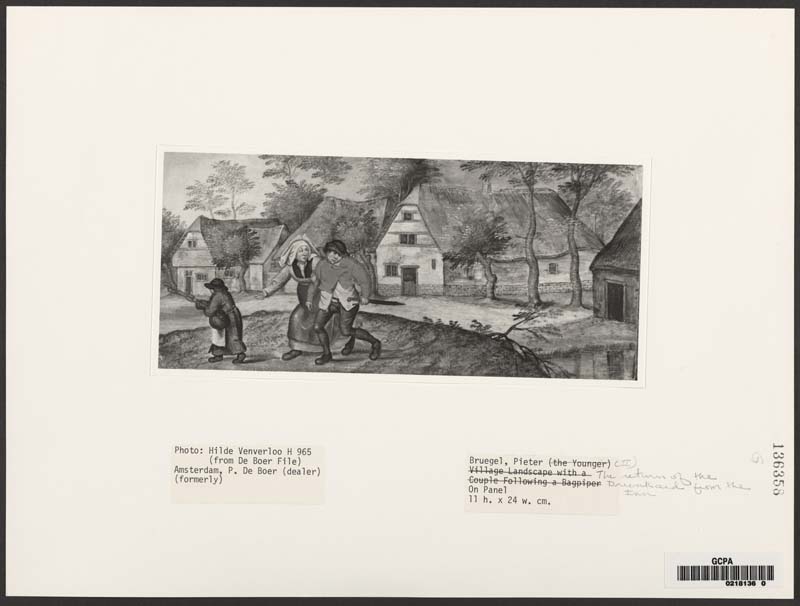 Photo: Hilde Venverloo H 965
(from De Boer File)
Amsterdam, P. De Boer (dealer)
(formerly)
Bruegel, Pieter (the Younger) (II)
Village Landscape with a
Couple Following a Bagpiper
The return of the
Drunkard from the
Inn
On Panel
11 h. x 24 w. cm.
136358
GCPA
0218136 0